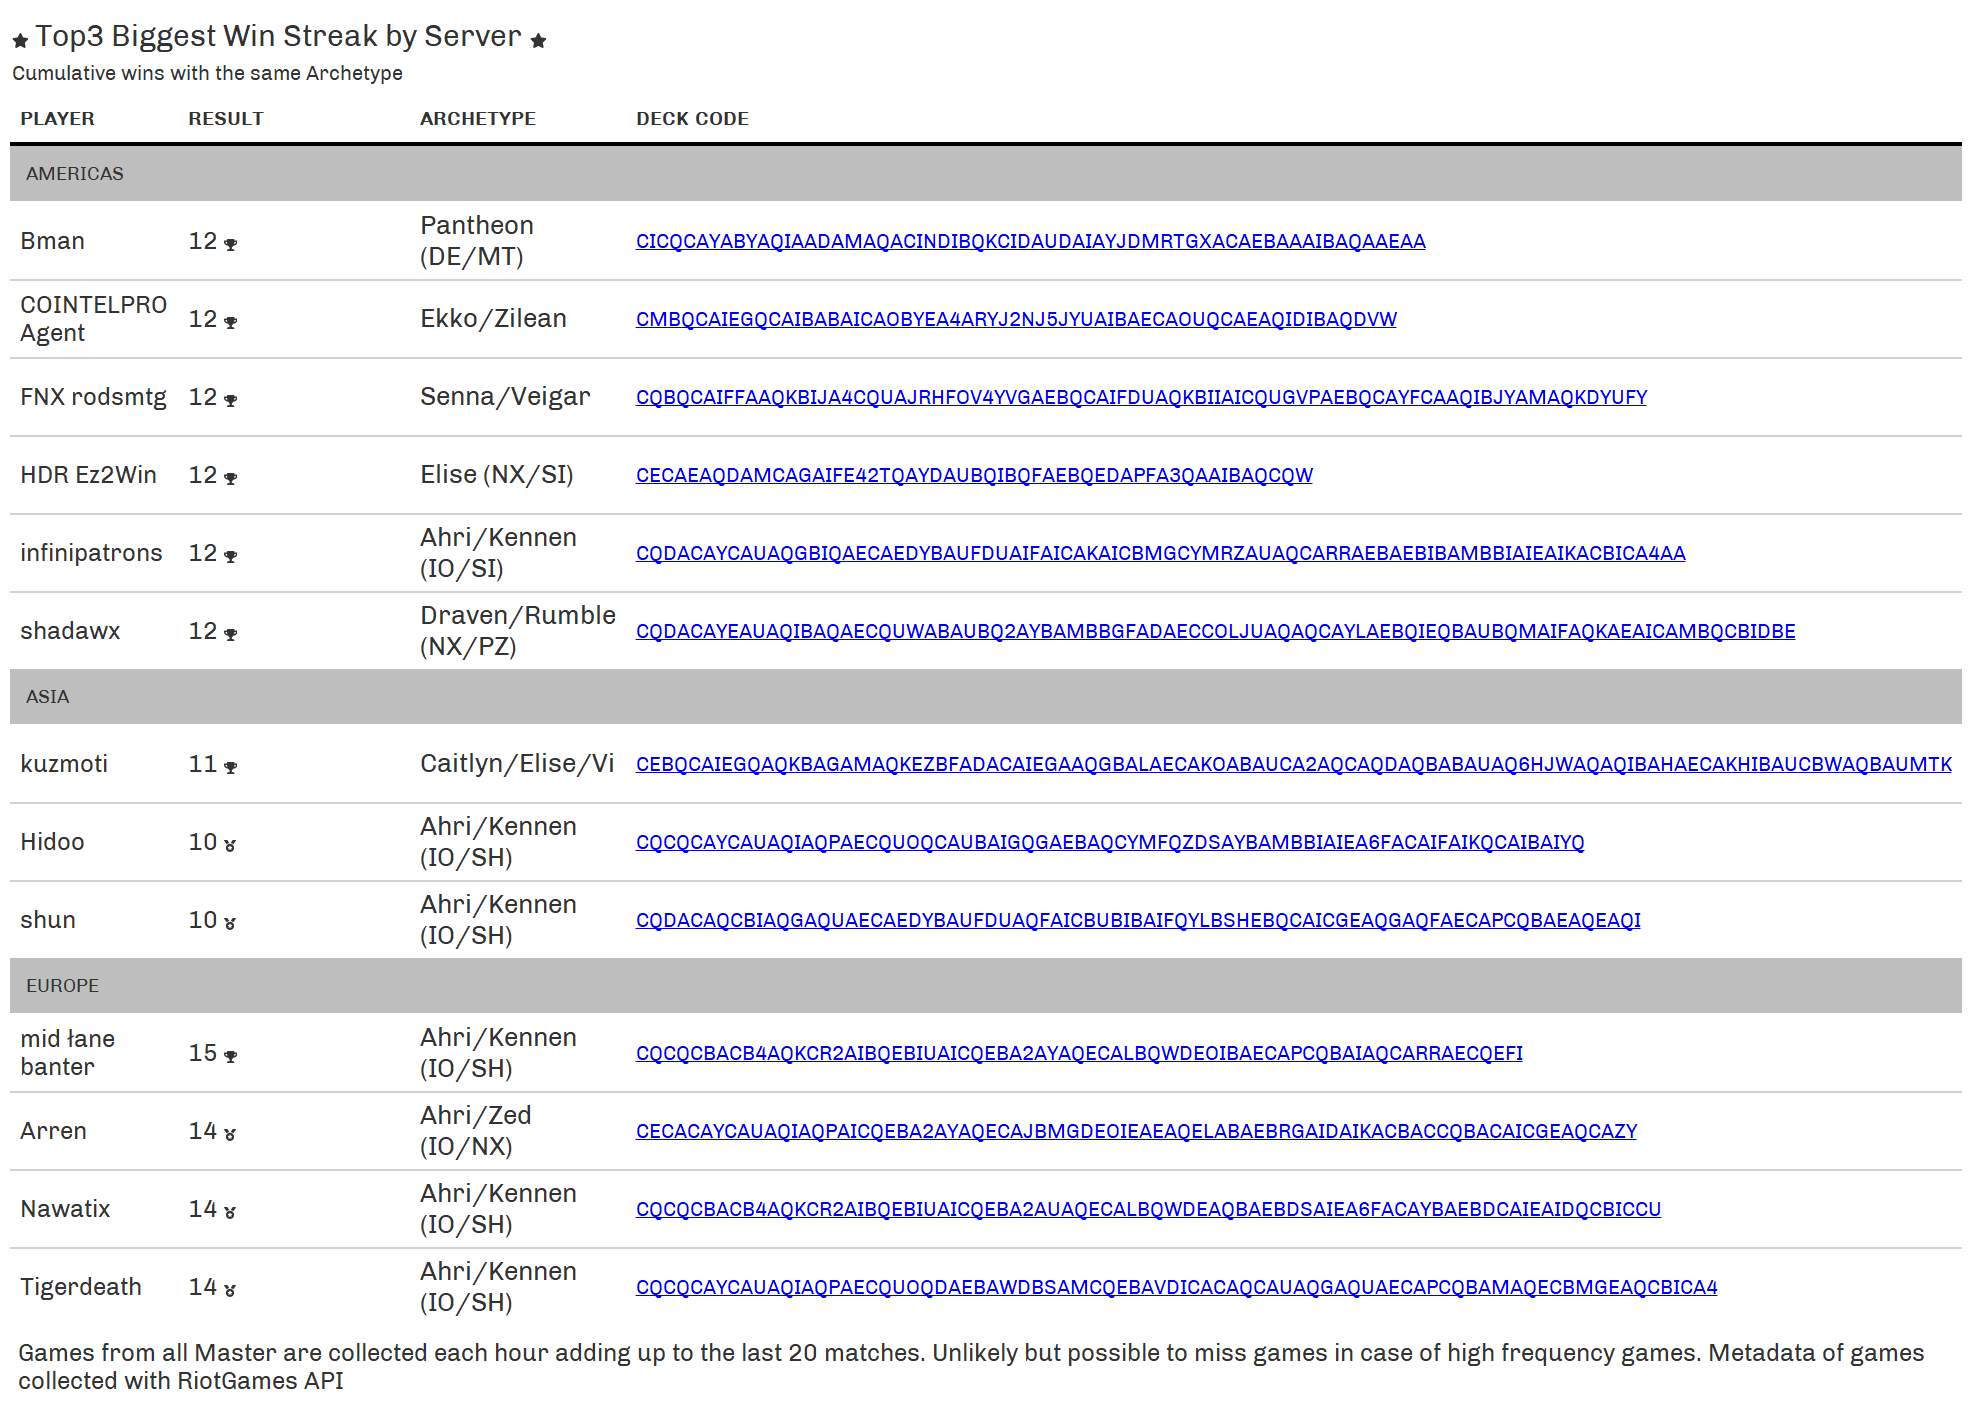 ★ Top3 Biggest Win Streak by Server ★
Cumulative wins with the same Archetype
PLAYER RESULT ARCHETYPE DECK CODE
AMERICAS
Bman 12 Pantheon (DE/MT) CICQCAYABYAQIAADAMAQACINDIBQKCIDAUDAIAYJDMRTGXACAEBAAAIBAQAAEAA
COINTELPRO Agent 12 Ekko/Zilean CMBQCAIEGQCAIBABAICAOBYEA4ARYJ2NJ5JYUAIBAECAOUQCAEAQIDIBAQDVW
FNX rodsmtg 12 Senna/Veigar CQBQCAIFFAAQKBIJA4CQUAJRHFOV4YVGAEBQCAIFDUAQKBIIAICQUGVPAEBQCAYFCAAQIBJYAMAQKDYUFY
HDR Ez2Win 12 Elise (NX/SI) CECAEAQDAMCAGAIFE42TQAYDAUBQIBQFAEBQEDAPFA3QAAIBAQCQW
infinipatrons 12 Ahri/Kennen (IO/SI) CQDACAYCAUAQGBIQAECAEDYBAUFDUAIFAICAKAICBMGCYMRZAUAQCARRAEBAEBIBAMBBIAIEAIKACBICA4AA
shadawx 12 Draven/Rumble (NX/PZ) CQDACAYEAUAQIBAQAECQUWABAUBQ2AYBAMBBGFADAECCOLJUAQAQCAYLAEBQIEQBAUBQMAIFAQKAEAICAMBQCBIDBE
ASIA
kuzmoti 11 Caitlyn/Elise/Vi CEBQCAIEGQAQKBAGAMAQKEZBFADACAIEGAAQGBALAECAKOABAUCA2AQCAQDAQBABAUAQ6HJWAQAQIBAHAECAKHIBAUCBWAQBAUMTK
Hidoo 10 Ahri/Kennen (IO/SH) CQCQCAYCAUAQIAQPAECQUOQCAUBAIGQGAEBAQCYMFQZDSAYBAMBBIAIEA6FACAIFAIKQCAIBAIYQ
shun 10 Ahri/Kennen (IO/SH) CQDACAQCBIAQGAQUAECAEDYBAUFDUAQFAICBUBIBAIFQYLBSHEBQCAICGEAQGAQFAECAPCQBAEAQEAQI
EUROPE
mid łane banter 15 Ahri/Kennen (IO/SH) CQCQCBACB4AQKCR2AIBQEBIUAICQEBA2AYAQECALBQWDEOIBAECAPCQBAIAQCARRAECQEFI
Arren 14 Ahri/Zed (IO/NX) CECACAYCAUAQIAQPAICQEBA2AYAQECAJBMGDEOIEAEAQELABAEBRGAIDAIKACBACCQBACAICGEAQCAZY
Nawatix 14 Ahri/Kennen (IO/SH) CQCQCBACB4AQKCR2AIBQEBIUAICQEBA2AUAQECALBQWDEAQBAEBDSAIEA6FACAYBAEBDCAIEAIDQCBICCU
Tigerdeath 14 Ahri/Kennen (IO/SH) CQCQCAYCAUAQIAQPAECQUOQDAEBAWDBSAMCQEBAVDICACAQCAUAQGAQUAECAPCQBAMAQECBMGEAQCBICA4
Games from all Master are collected each hour adding up to the last 20 matches. Unlikely but possible to miss games in case of high frequency games. Metadata of games
collected with RiotGames API